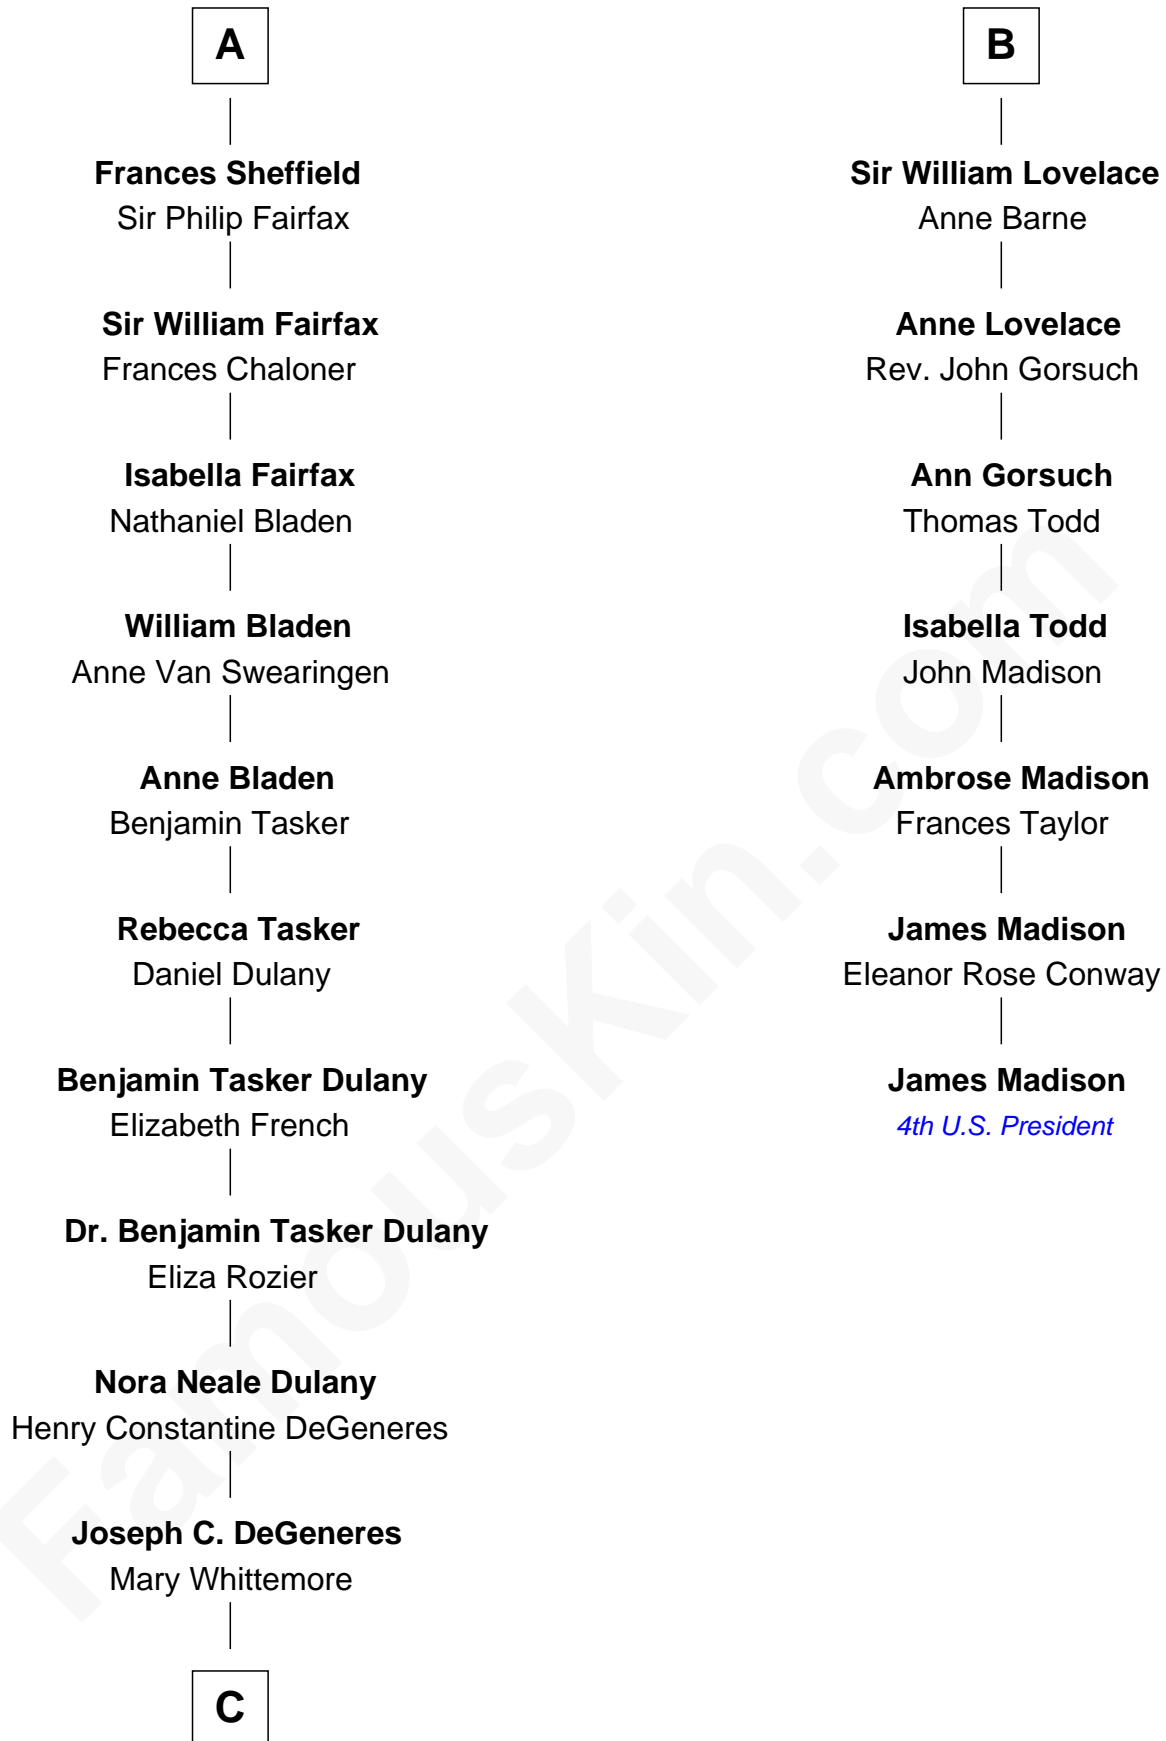 A
Frances Sheffield
Sir Philip Fairfax
Sir William Fairfax
Frances Chaloner
Isabella Fairfax
Nathaniel Bladen
William Bladen
Anne Van Swearingen
Anne Bladen
Benjamin Tasker
Rebecca Tasker
Daniel Dulany
Benjamin Tasker Dulany
Elizabeth French
Dr. Benjamin Tasker Dulany
Eliza Rozier
Nora Neale Dulany
Henry Constantine DeGeneres
Joseph C. DeGeneres
Mary Whittemore
C
B
Sir William Lovelace
Anne Barne
Anne Lovelace
Rev. John Gorsuch
Ann Gorsuch
Thomas Todd
Isabella Todd
John Madison
Ambrose Madison
Frances Taylor
James Madison
Eleanor Rose Conway
James Madison
4th U.S. President
FamousKin.com